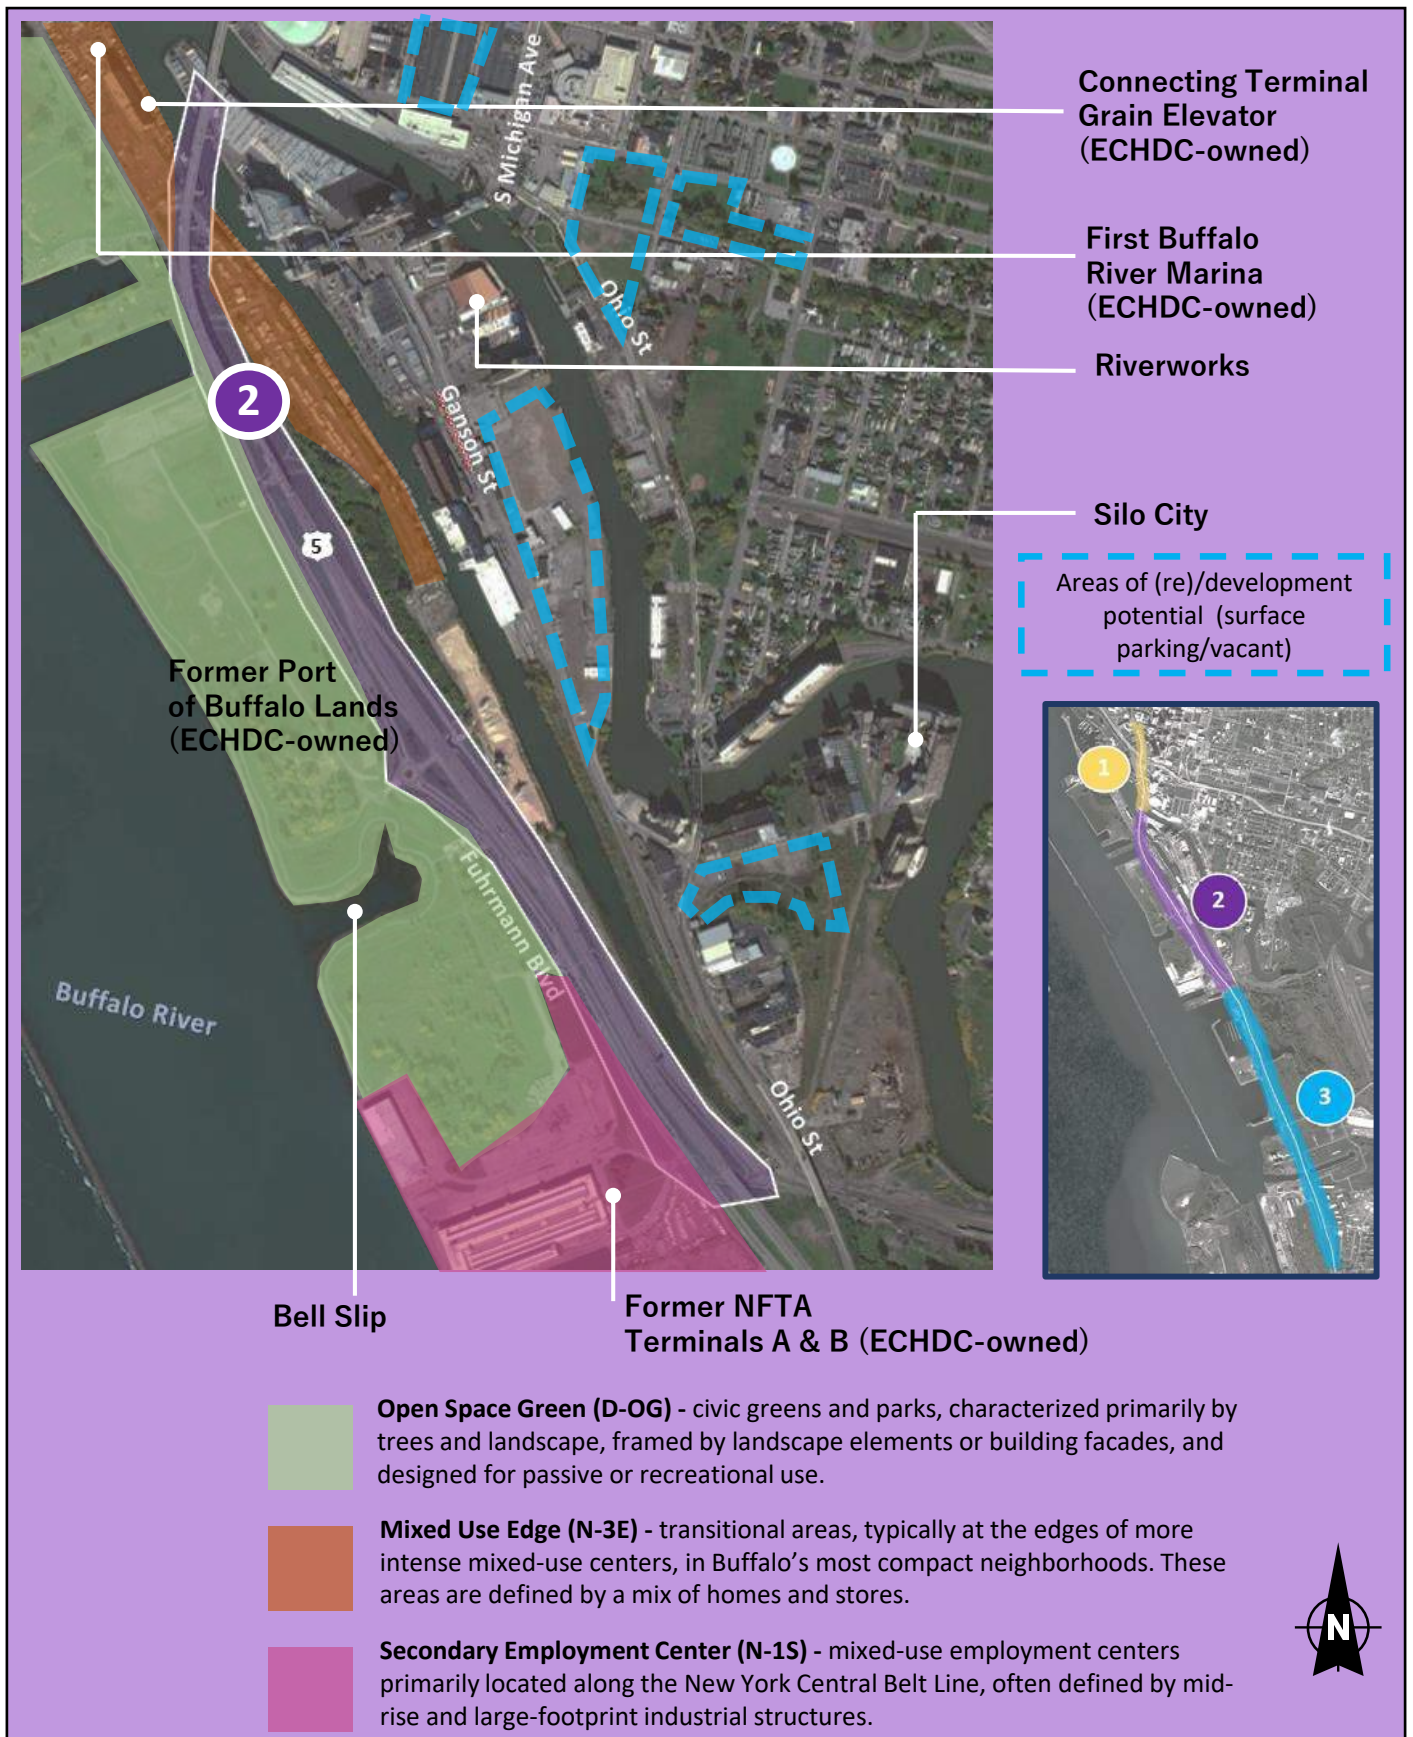 Connecting Terminal
Grain Elevator
(ECHDC-owned)
First Buffalo
River Marina
(ECHDC-owned)
Riverworks
Silo City
Areas of (re)/development
potential (surface
parking/vacant)
S Michigan Ave
Ohio St
Ganson St
2
5
Former Port
of Buffalo Lands
(ECHDC-owned)
Fuhrmann Blvd
Buffalo River
Ohio St
1
2
3
Bell Slip
Former NFTA
Terminals A & B (ECHDC-owned)
Open Space Green (D-OG) - civic greens and parks, characterized primarily by
trees and landscape, framed by landscape elements or building facades, and
designed for passive or recreational use.
Mixed Use Edge (N-3E) - transitional areas, typically at the edges of more
intense mixed-use centers, in Buffalo’s most compact neighborhoods. These
areas are defined by a mix of homes and stores.
Secondary Employment Center (N-1S) - mixed-use employment centers
primarily located along the New York Central Belt Line, often defined by mid-
rise and large-footprint industrial structures.
N